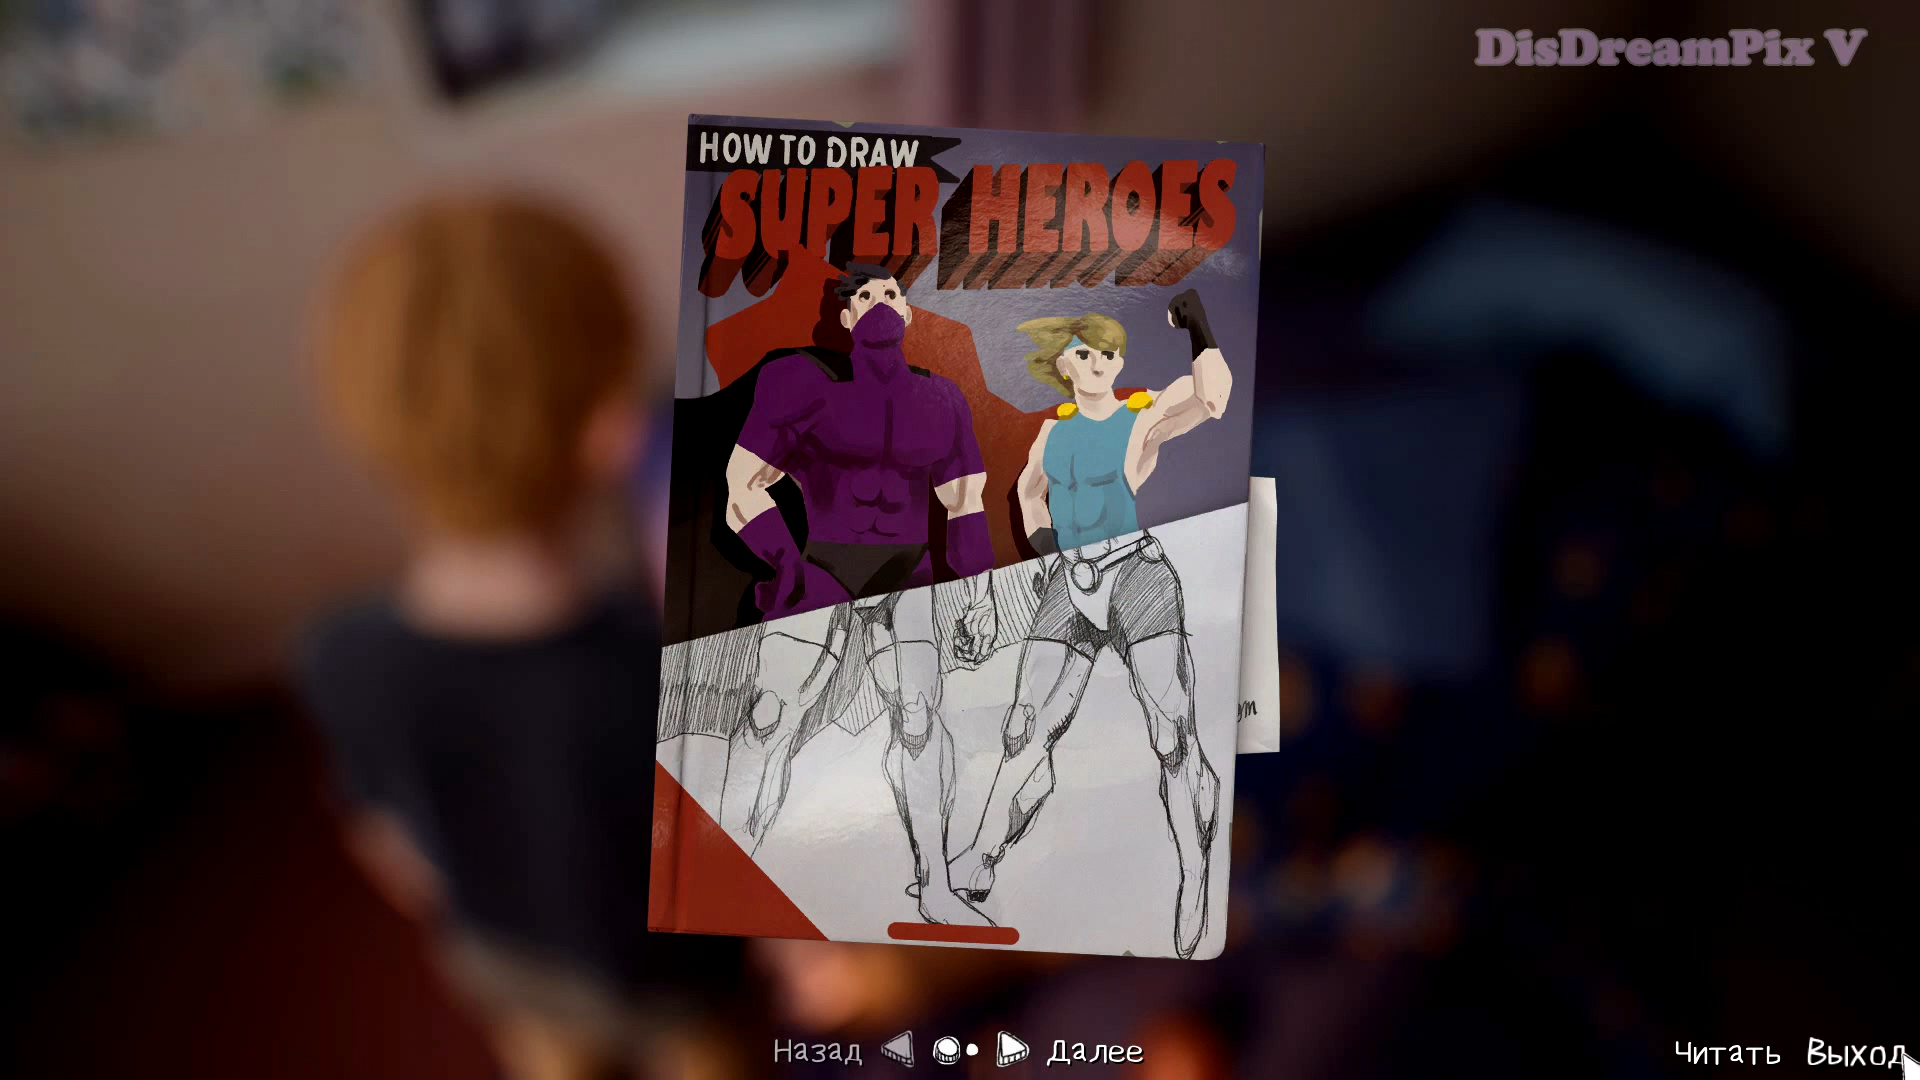 DisDreamPix V
HOW TO DRAW
SUPER HEROES
Назад Далее
Читать Выход